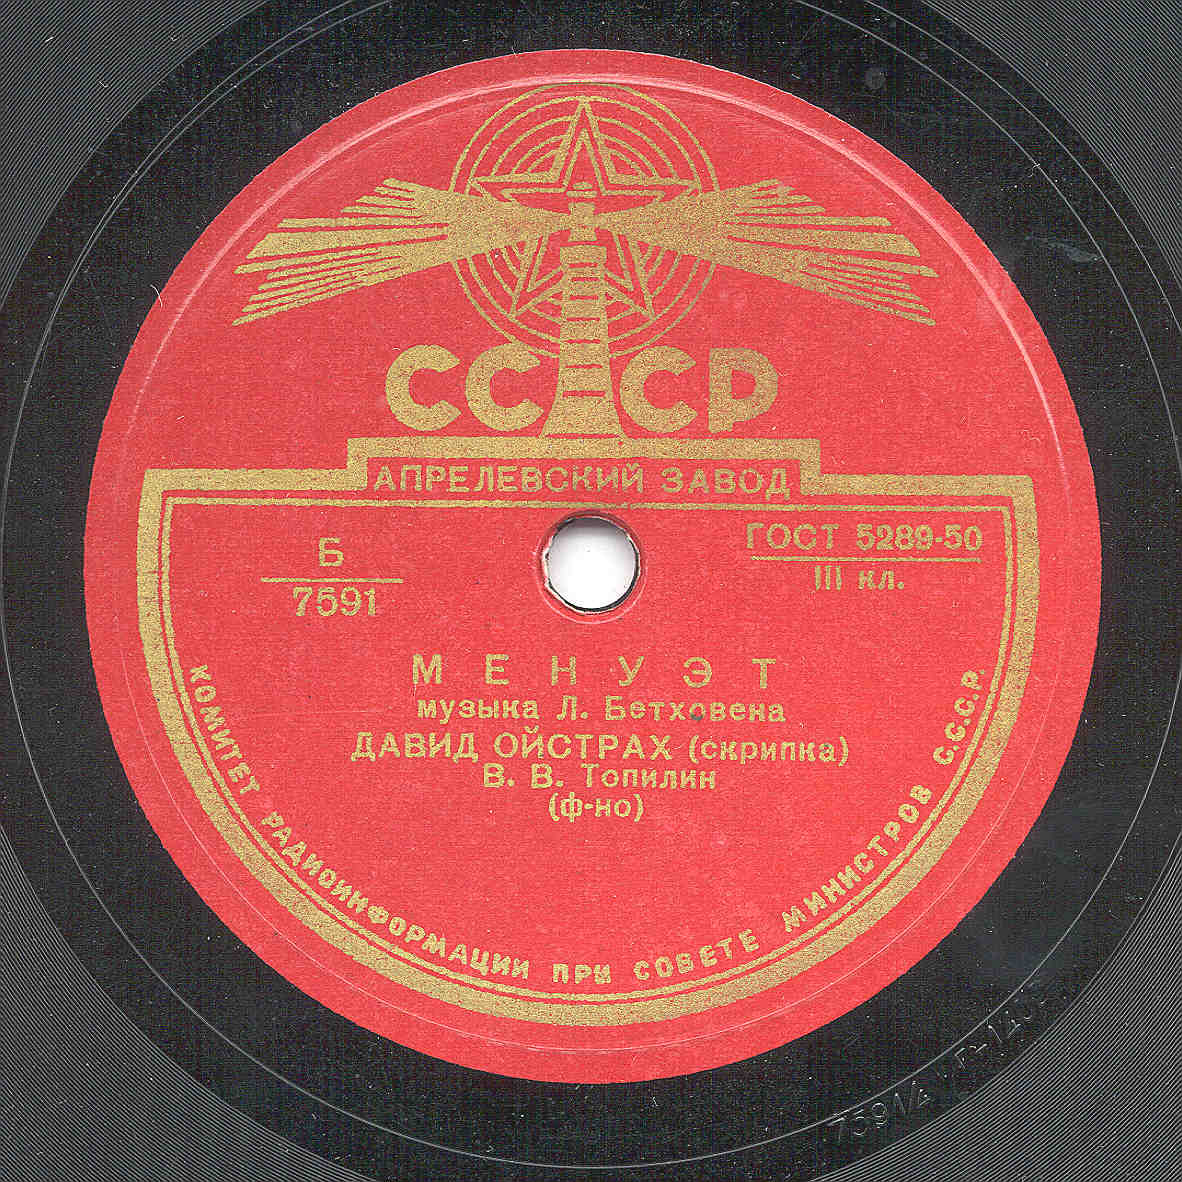 СССР
АПРЕЛЕВСКИЙ ЗАВОД
Б
7591
ГОСТ 5289-50
III кл.
МЕНУЭТ
музыка Л. Бетховена
ДАВИД ОЙСТРАХ (скрипка)
В. В. Топилин
(ф-но)
КОМИТЕТ РАДИОИНФОРМАЦИИ ПРИ СОВЕТЕ МИНИСТРОВ С.С.С.Р.